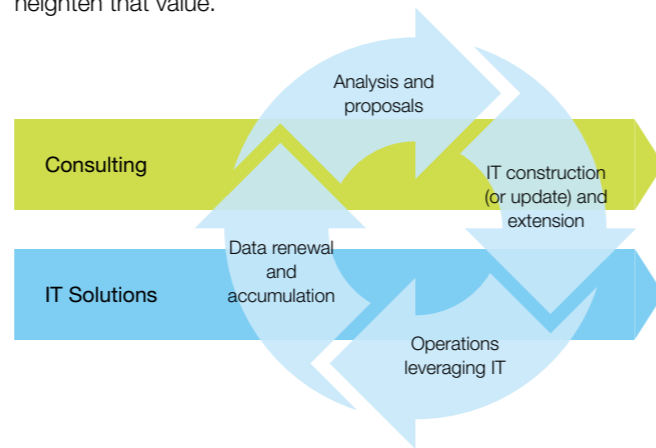 heighten that value.
Analysis and
proposals
Consulting
IT construction
(or update) and
extension
Data renewal
and
accumulation
IT Solutions
Operations
leveraging IT